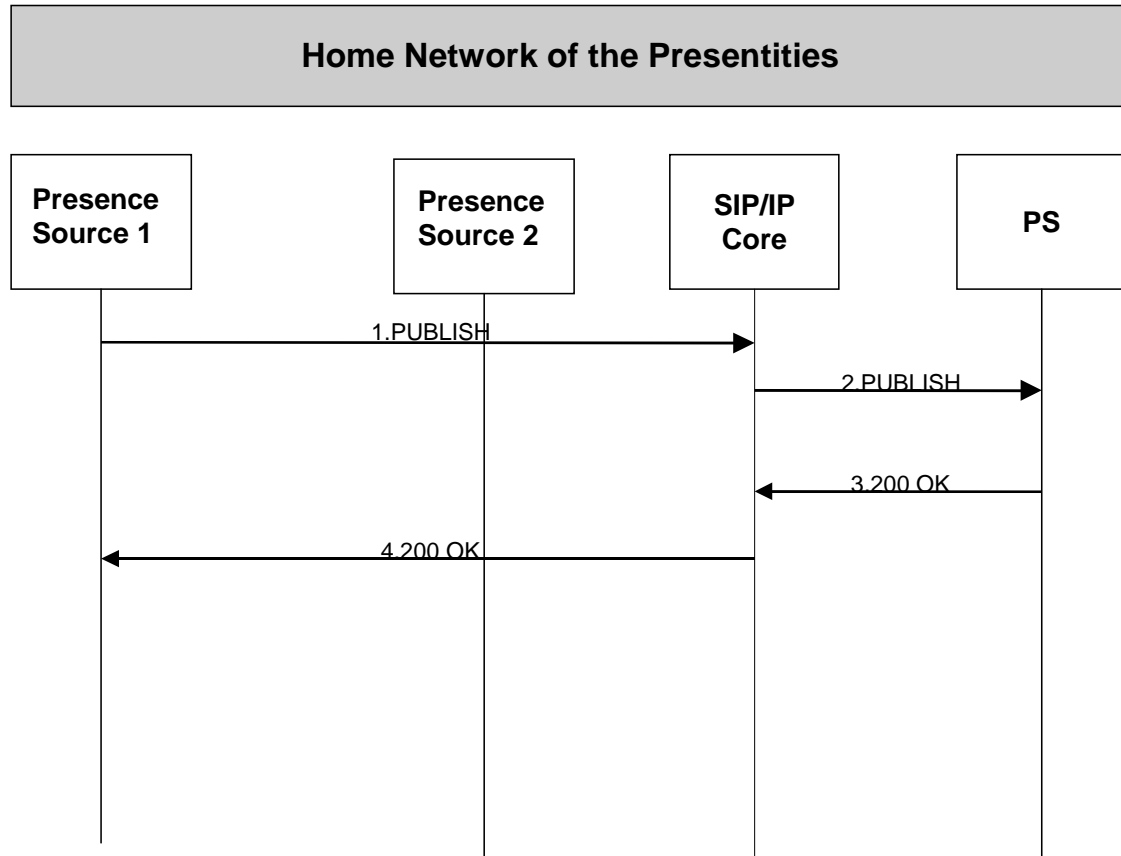 Home Network of the Presentities
Presence
Source 1
Presence
Source 2
SIP/IP
Core
PS
1.PUBLISH
2.PUBLISH
3.200 OK
4.200 OK